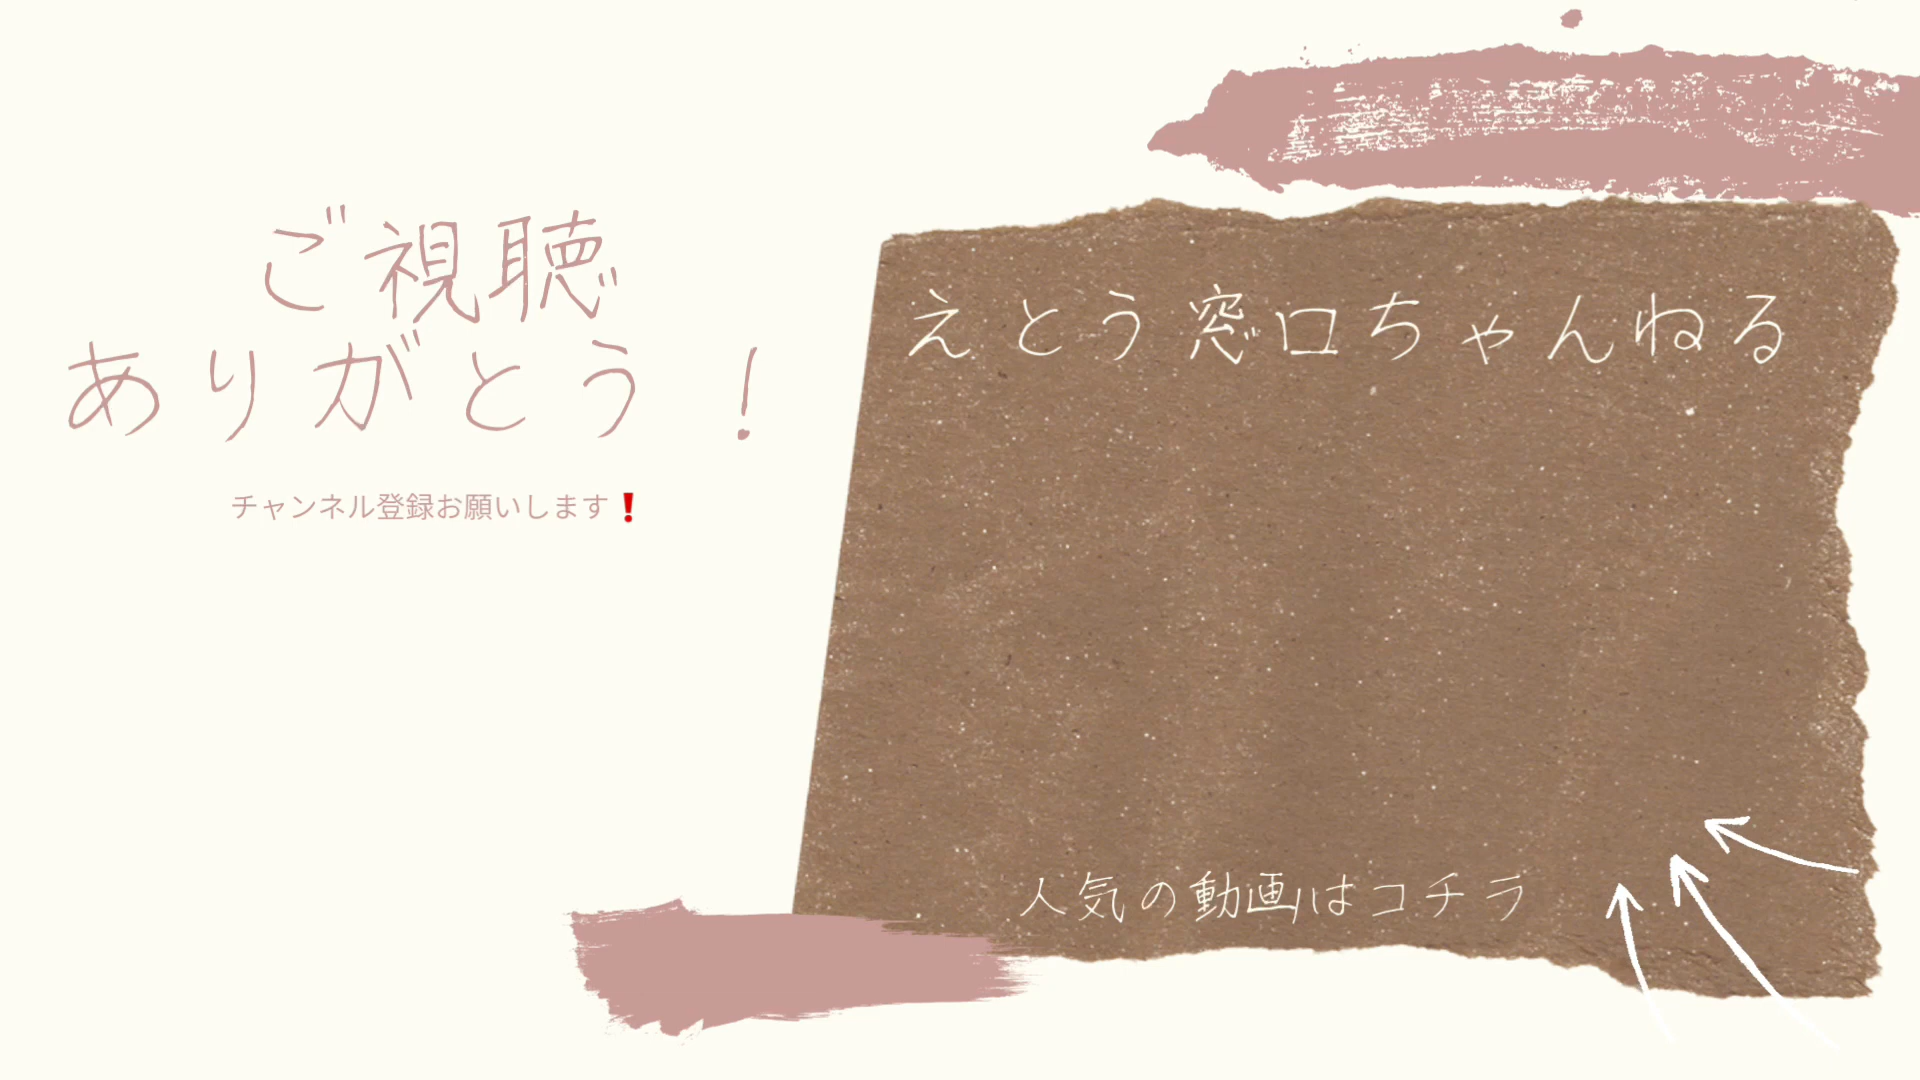 ご視聴
ありがとう！
チャンネル登録お願いします❗
えとう窓口ちゃんねる
人気の動画はコチラ